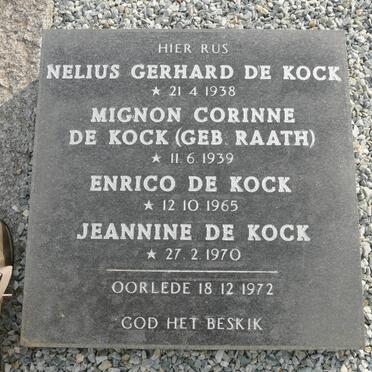 HIER RUS
NELIUS GERHARD DE KOCK
★ 21.4.1938
MIGNON CORINNE
DE KOCK (GEB. RAATH)
★ 11.6.1939
ENRICO DE KOCK
★ 12.10.1965
JEANNINE DE KOCK
★ 27.2.1970
OORLEDE 18.12.1972
GOD HET BESKIK